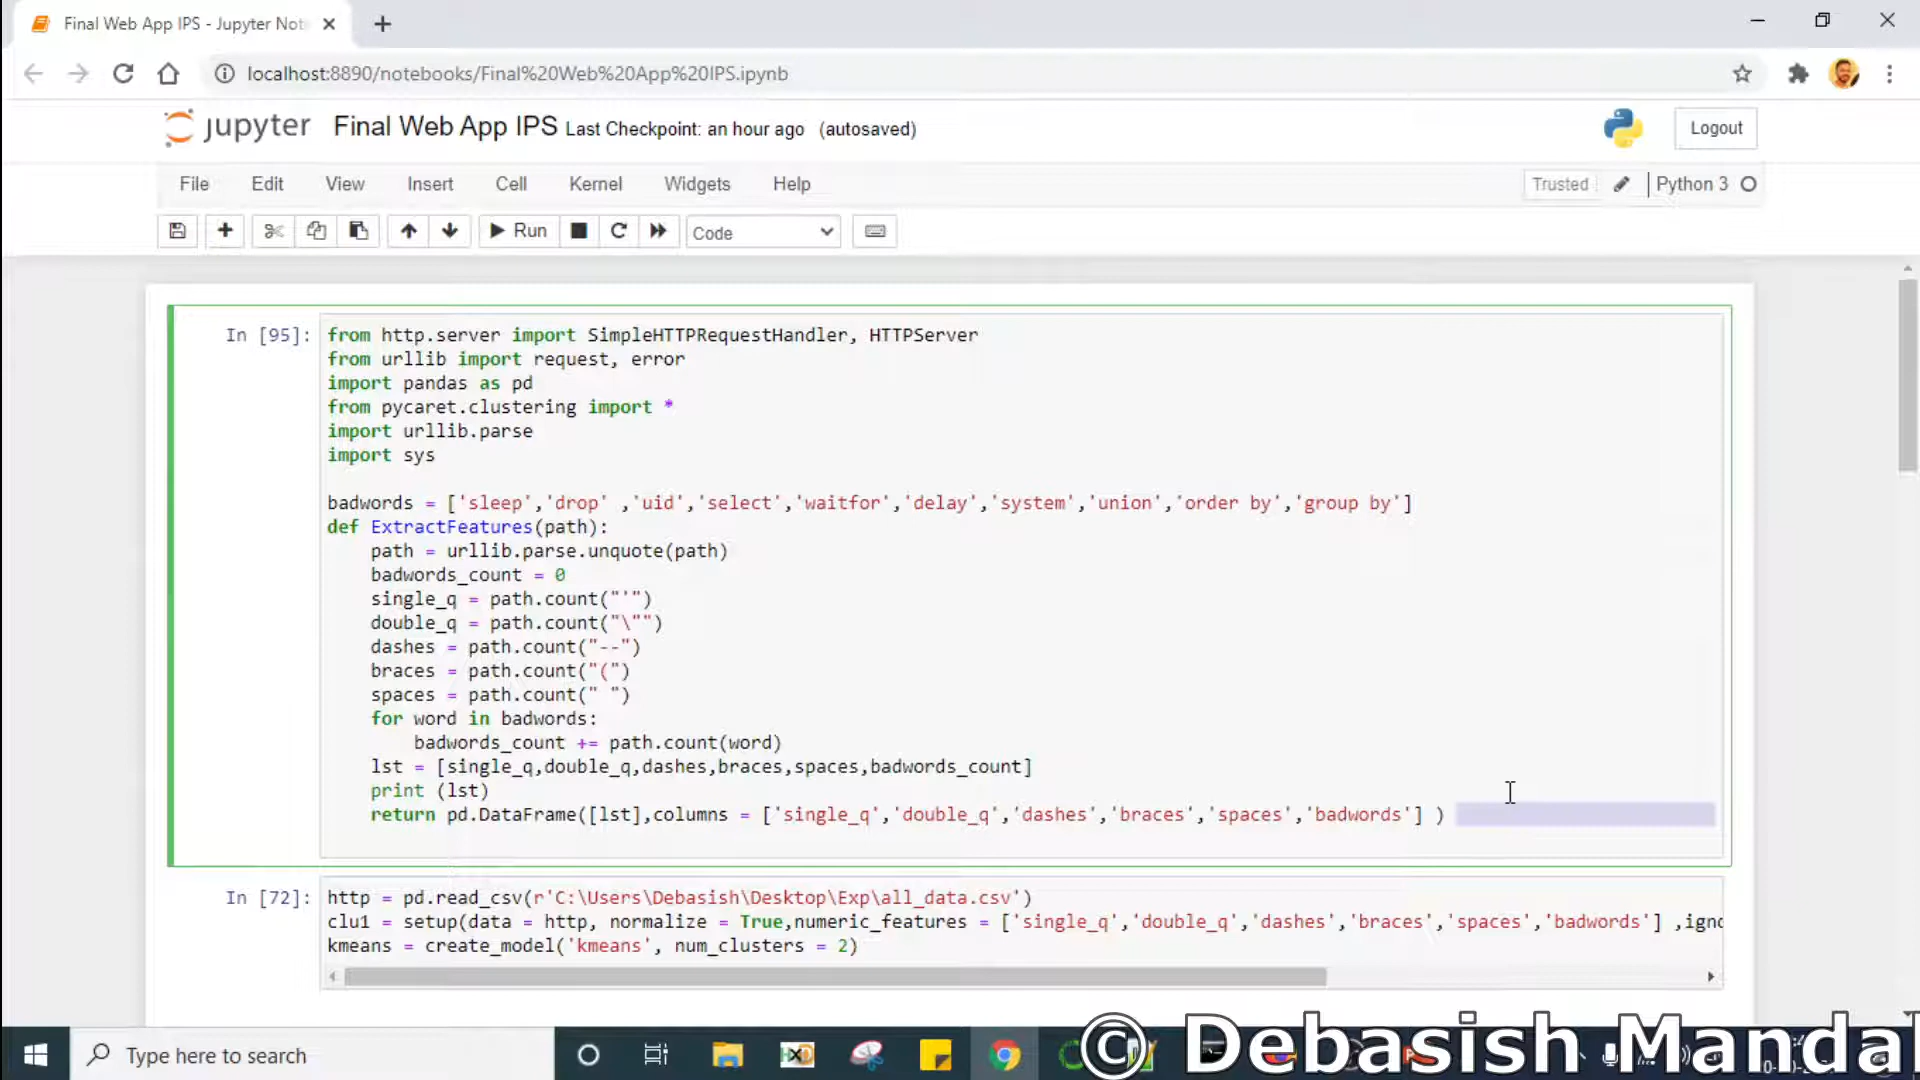 Final Web App IPS - Jupyter Not
localhost:8890/notebooks/Final%20Web%20App%20IPS.ipynb
jupyter Final Web App IPS Last Checkpoint: an hour ago (autosaved)
Logout
File Edit View Insert Cell Kernel Widgets Help
Trusted Python 3
Run Code
In [95]:
from http.server import SimpleHTTPRequestHandler, HTTPServer
from urllib import request, error
import pandas as pd
from pycaret.clustering import *
import urllib.parse
import sys
badwords = ['sleep','drop' ,'uid','select','waitfor','delay','system','union','order by','group by']
def ExtractFeatures(path):
path = urllib.parse.unquote(path)
badwords_count = 0
single_q = path.count("'")
double_q = path.count("\"")
dashes = path.count("--")
braces = path.count("(")
spaces = path.count(" ")
for word in badwords:
badwords_count += path.count(word)
lst = [single_q,double_q,dashes,braces,spaces,badwords_count]
print (lst)
return pd.DataFrame([lst],columns = ['single_q','double_q','dashes','braces','spaces','badwords'] )
In [72]:
http = pd.read_csv(r'C:\Users\Debasish\Desktop\Exp\all_data.csv')
clu1 = setup(data = http, normalize = True,numeric_features = ['single_q','double_q','dashes','braces','spaces','badwords'] ,igno
kmeans = create_model('kmeans', num_clusters = 2)
Type here to search
© Debasish Manda